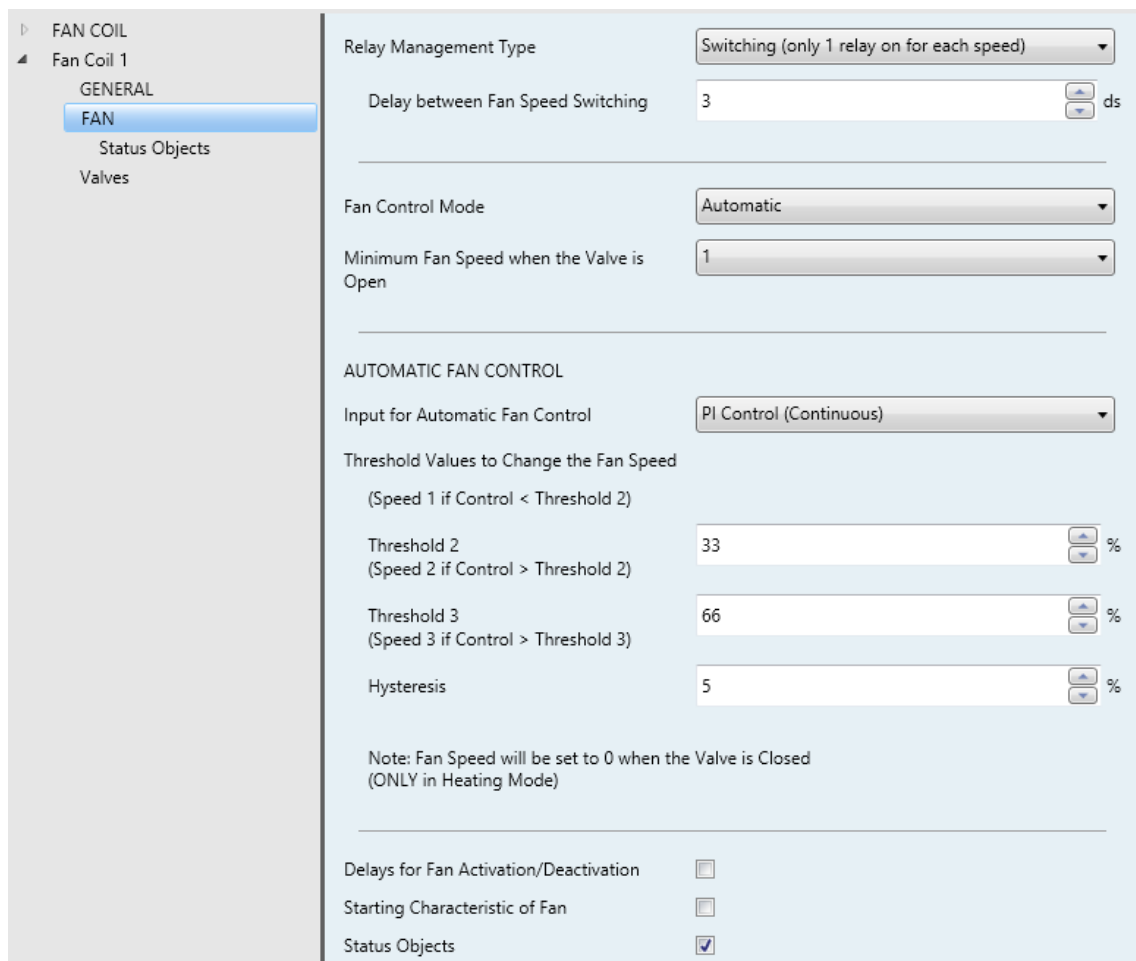 FAN COIL
Fan Coil 1
GENERAL
FAN
Status Objects
Valves
Relay Management Type
Switching (only 1 relay on for each speed)
Delay between Fan Speed Switching
3
ds
Fan Control Mode
Automatic
Minimum Fan Speed when the Valve is
Open
1
AUTOMATIC FAN CONTROL
Input for Automatic Fan Control
PI Control (Continuous)
Threshold Values to Change the Fan Speed
(Speed 1 if Control < Threshold 2)
Threshold 2
(Speed 2 if Control > Threshold 2)
33
%
Threshold 3
(Speed 3 if Control > Threshold 3)
66
%
Hysteresis
5
%
Note: Fan Speed will be set to 0 when the Valve is Closed
(ONLY in Heating Mode)
Delays for Fan Activation/Deactivation
Starting Characteristic of Fan
Status Objects